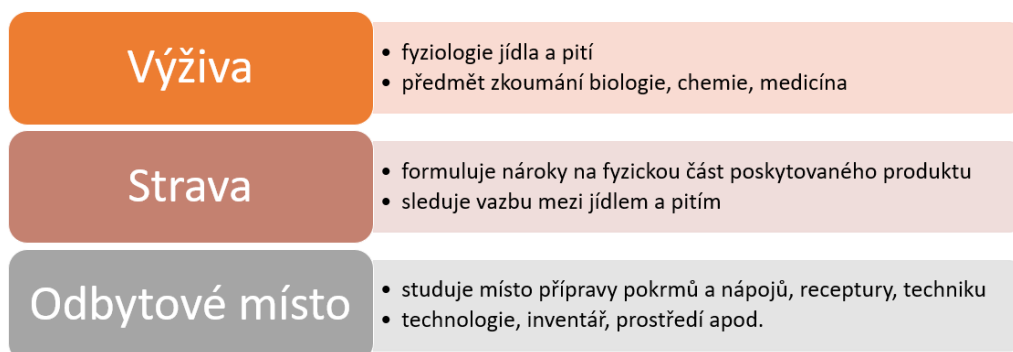 Výživa
• fyziologie jídla a pití
• předmět zkoumání biologie, chemie, medicína
Strava
• formuluje nároky na fyzickou část poskytovaného produktu
• sleduje vazbu mezi jídlem a pitím
Odbytové místo
• studuje místo přípravy pokrmů a nápojů, receptury, techniku
• technologie, inventář, prostředí apod.